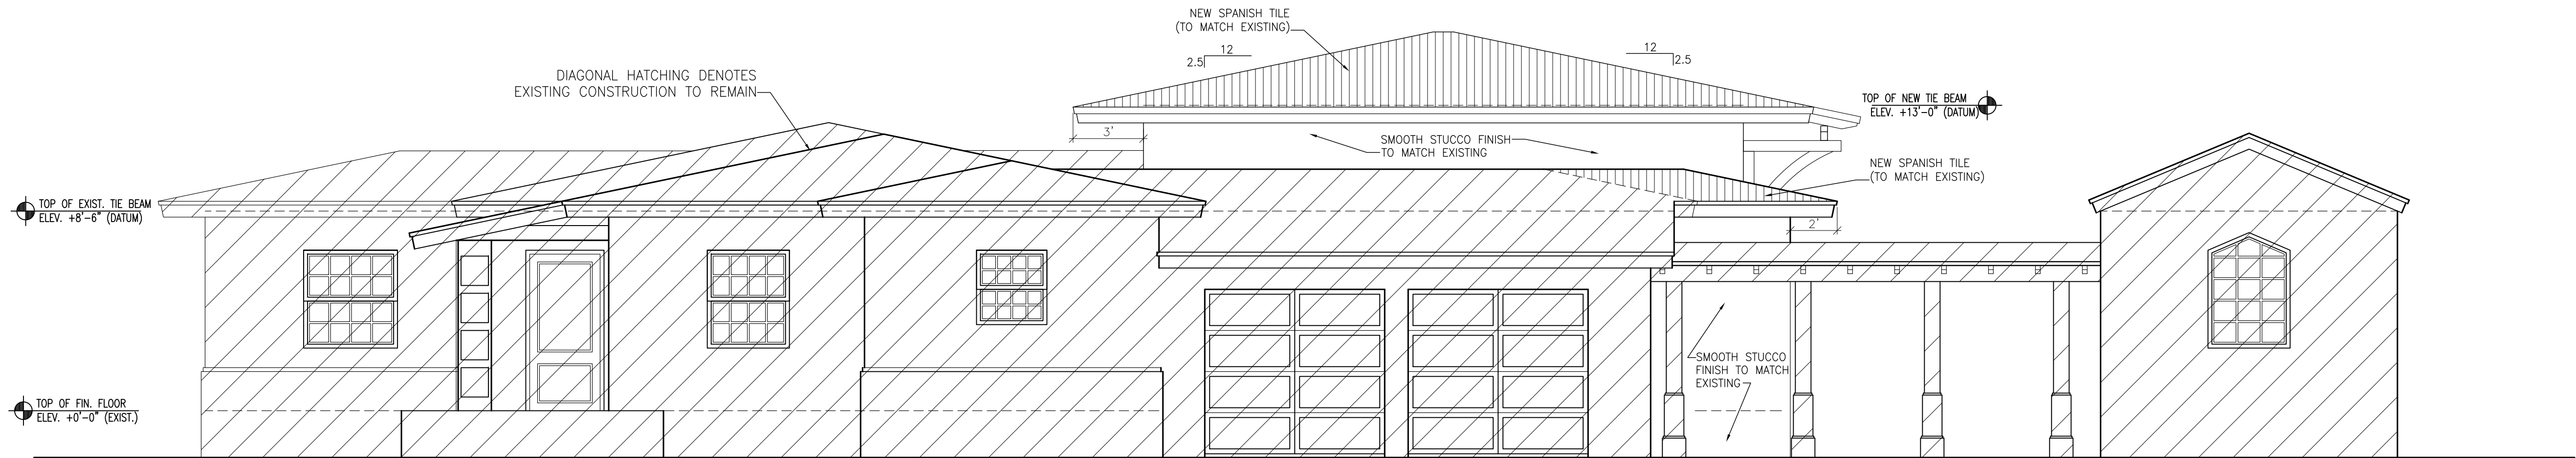 NEW SPANISH TILE
(TO MATCH EXISTING)
12
2.5
12
2.5
DIAGONAL HATCHING DENOTES
EXISTING CONSTRUCTION TO REMAIN
TOP OF NEW TIE BEAM
ELEV. +13'-0" (DATUM)
3'
SMOOTH STUCCO FINISH
TO MATCH EXISTING
NEW SPANISH TILE
(TO MATCH EXISTING)
TOP OF EXIST. TIE BEAM
ELEV. +8'-6" (DATUM)
2'
SMOOTH STUCCO
FINISH TO MATCH
EXISTING
TOP OF FIN. FLOOR
ELEV. +0'-0" (EXIST.)